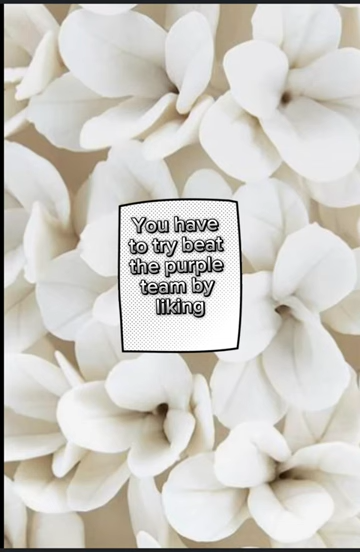 You have
to try beat
the purple
team by
liking